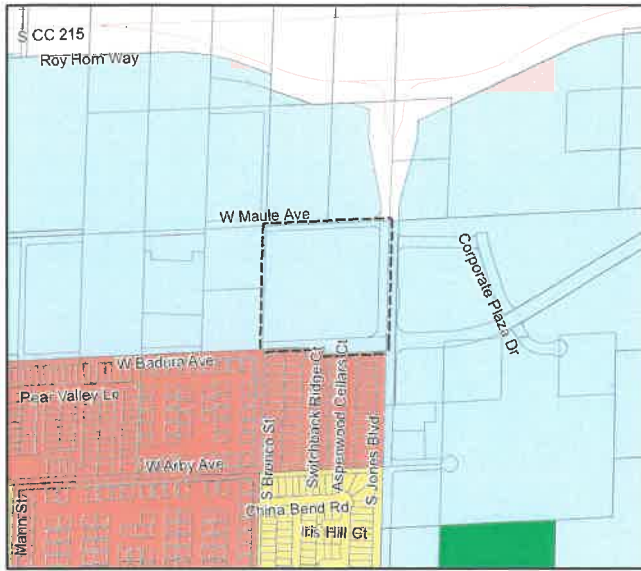 S CC 215
Roy Horn Way
W Maule Ave
Corporate Plaza Dr
W Badura Ave
Pear Valley Ln
Switchback Ridge Ct
Aspenwood Cellars Ct
S Bronco St
S Jones Blvd
W Arby Ave
China Bend Rd
Iris Hill Ct
Mann St